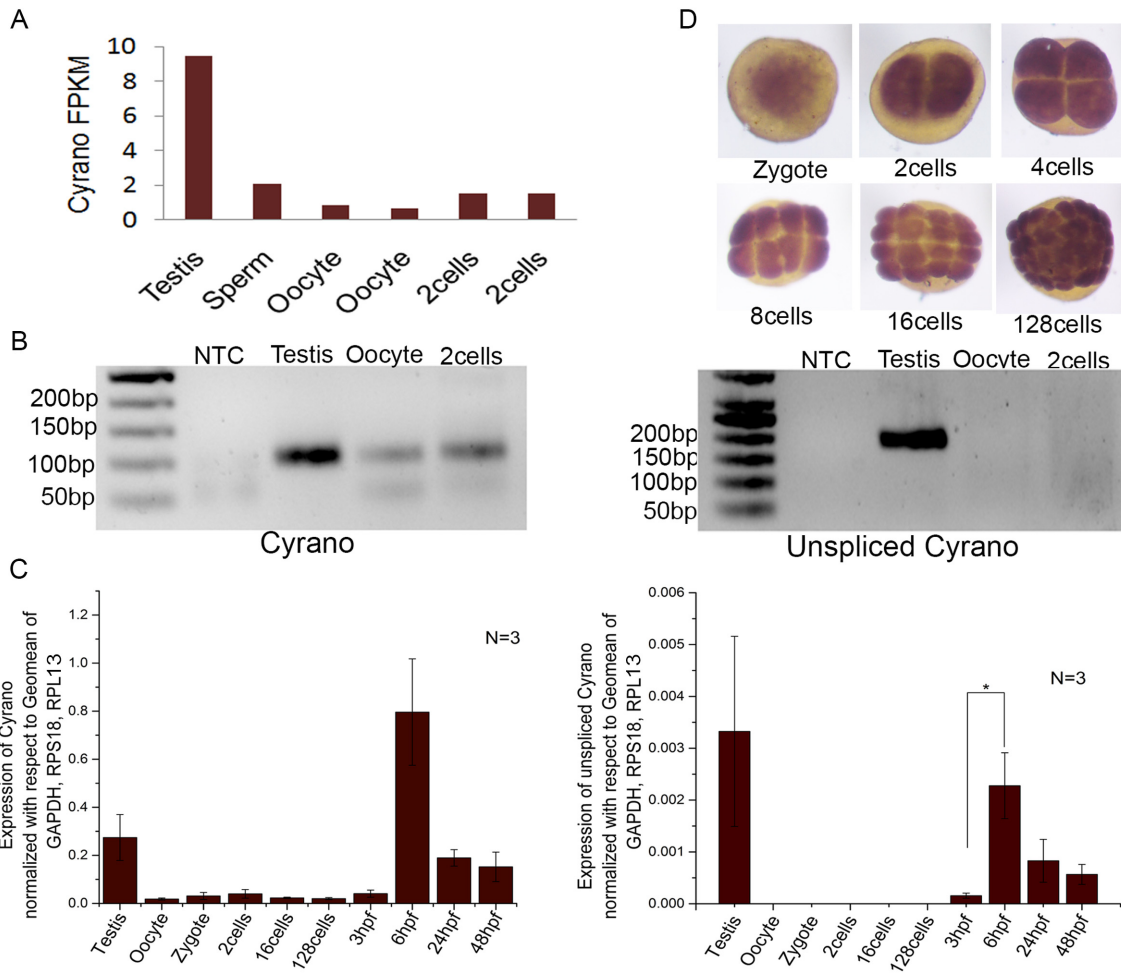 A
Cyrano FPKM
10
8
6
4
2
0
Testis
Sperm
Oocyte
Oocyte
2cells
2cells
D
Zygote
2cells
4cells
8cells
16cells
128cells
B
NTC
Testis
Oocyte
2cells
200bp
150bp
100bp
50bp
Cyrano
NTC
Testis
Oocyte
2cells
200bp
150bp
100bp
50bp
Unspliced Cyrano
C
Expression of Cyrano
normalized with respect to Geomean of
GAPDH, RPS18, RPL13
1.2
1.0
0.8
0.6
0.4
0.2
0.0
N=3
Testis
Oocyte
Zygote
2cells
16cells
128cells
3hpf
6hpf
24hpf
48hpf
Expression of unspliced Cyrano
normalized with respect to Geomean of
GAPDH, RPS18, RPL13
0.006
0.005
0.004
0.003
0.002
0.001
0.000
*
N=3
Testis
Oocyte
Zygote
2cells
16cells
128cells
3hpf
6hpf
24hpf
48hpf